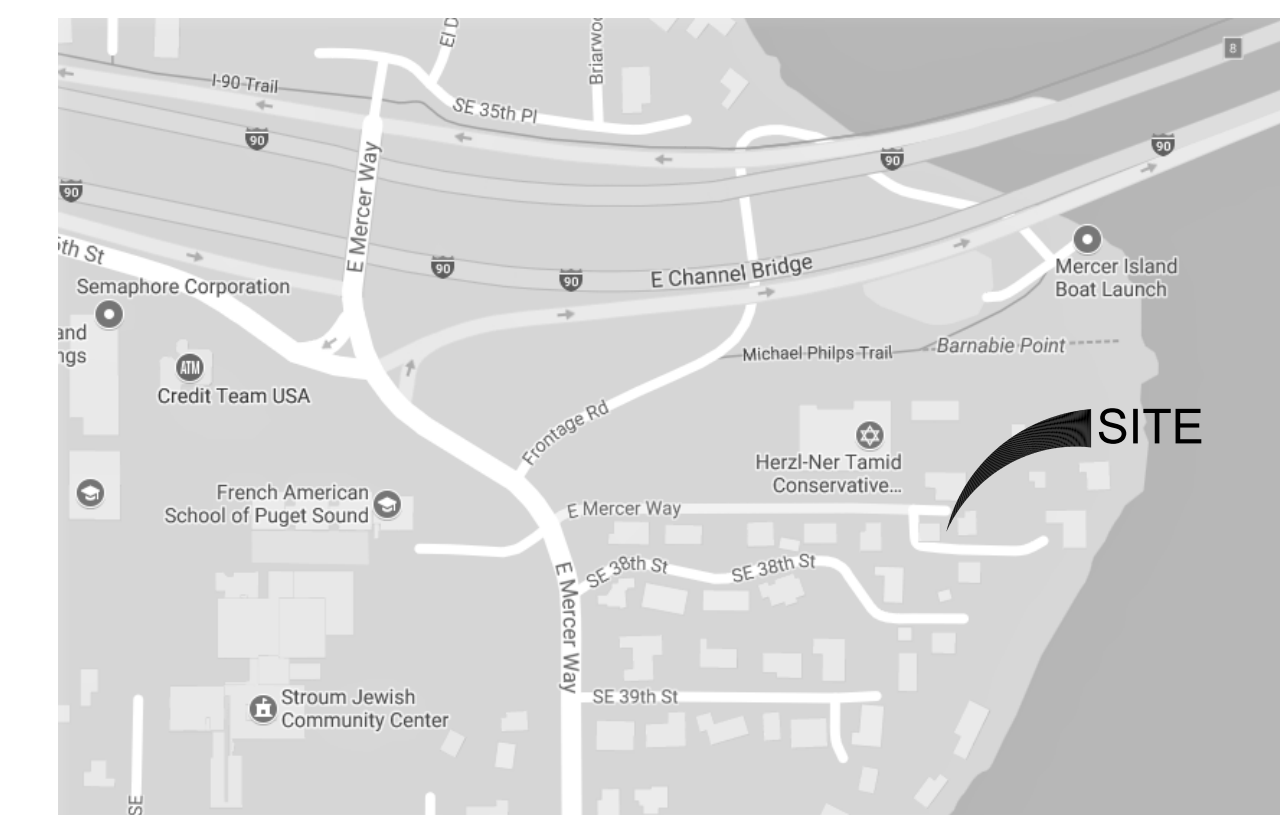 8
I-90 Trail
El D
Briarwo
SE 35th Pl
90
90
90
90
E Mercer Way
5th St
90
90
E Channel Bridge
Semaphore Corporation
Mercer Island
Boat Launch
and
ngs
ATM
Credit Team USA
Michael Philps Trail
Barnabie Point
Frontage Rd
SITE
Herzl-Ner Tamid
Conservative...
French American
School of Puget Sound
E Mercer Way
SE 38th St
SE 38th St
E Mercer Way
SE 39th St
Stroum Jewish
Community Center
SE